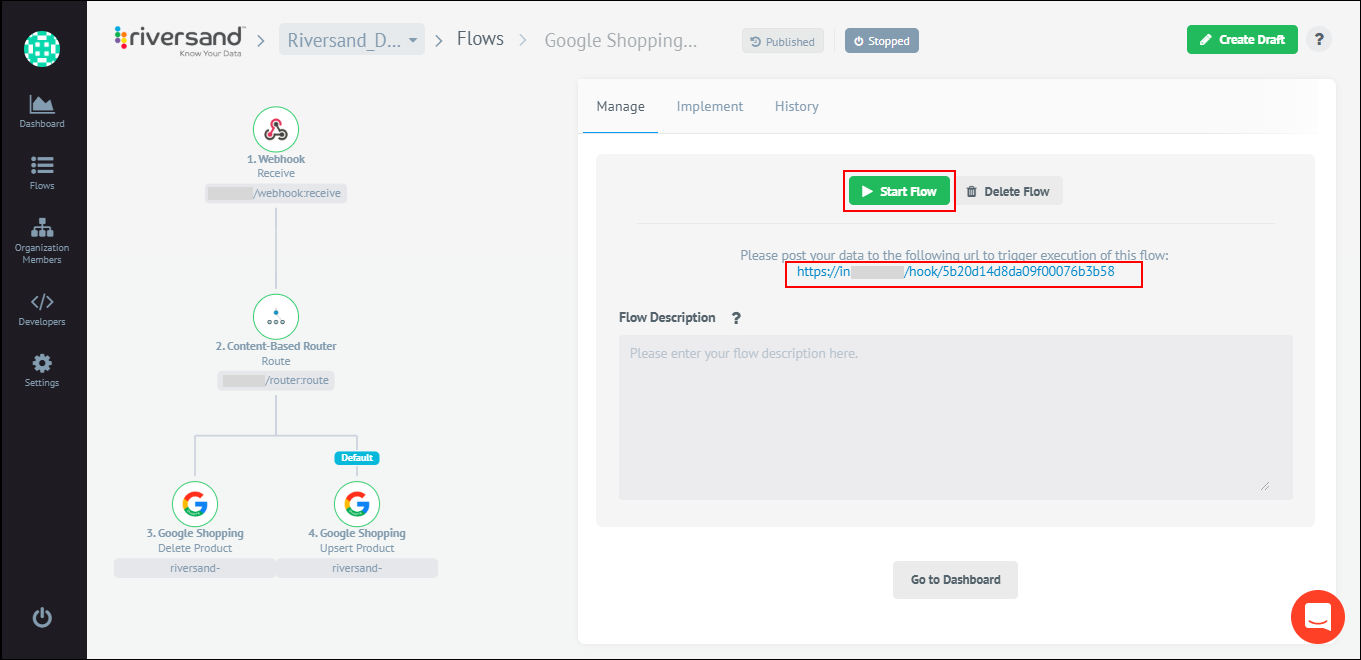 riversand
Know Your Data
Riversand_D...
Flows
Google Shopping...
Published
Stopped
Create Draft
?
Dashboard
Flows
Organization
Members
Developers
Settings
1. Webhook
Receive
/webhook:receive
2. Content-Based Router
Route
/router:route
Default
3. Google Shopping
Delete Product
riversand-
4. Google Shopping
Upsert Product
riversand-
Manage
Implement
History
Start Flow
Delete Flow
Please post your data to the following url to trigger execution of this flow:
https://in /hook/5b20d14d8da09f00076b3b58
Flow Description ?
Please enter your flow description here.
Go to Dashboard